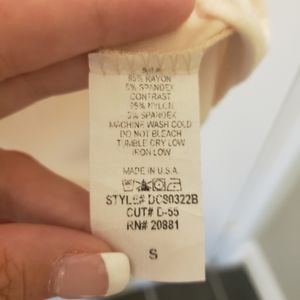 95% RAYON
5% SPANDEX
CONTRAST
95% NYLON
5% SPANDEX
MACHINE WASH COLD
DO NOT BLEACH
TUMBLE DRY LOW
IRON LOW
MADE IN U.S.A.
STYLE# DC80322B
CUT# D-55
RN# 20881
S